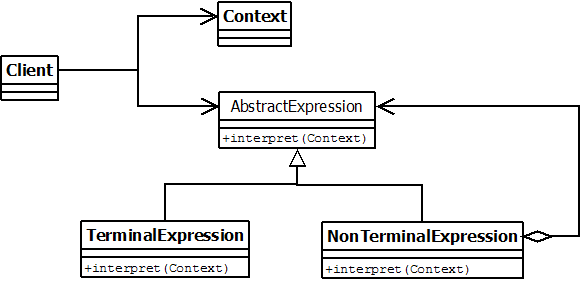 Context
Client
AbstractExpression
+interpret(Context)
TerminalExpression
+interpret(Context)
NonTerminalExpression
+interpret(Context)